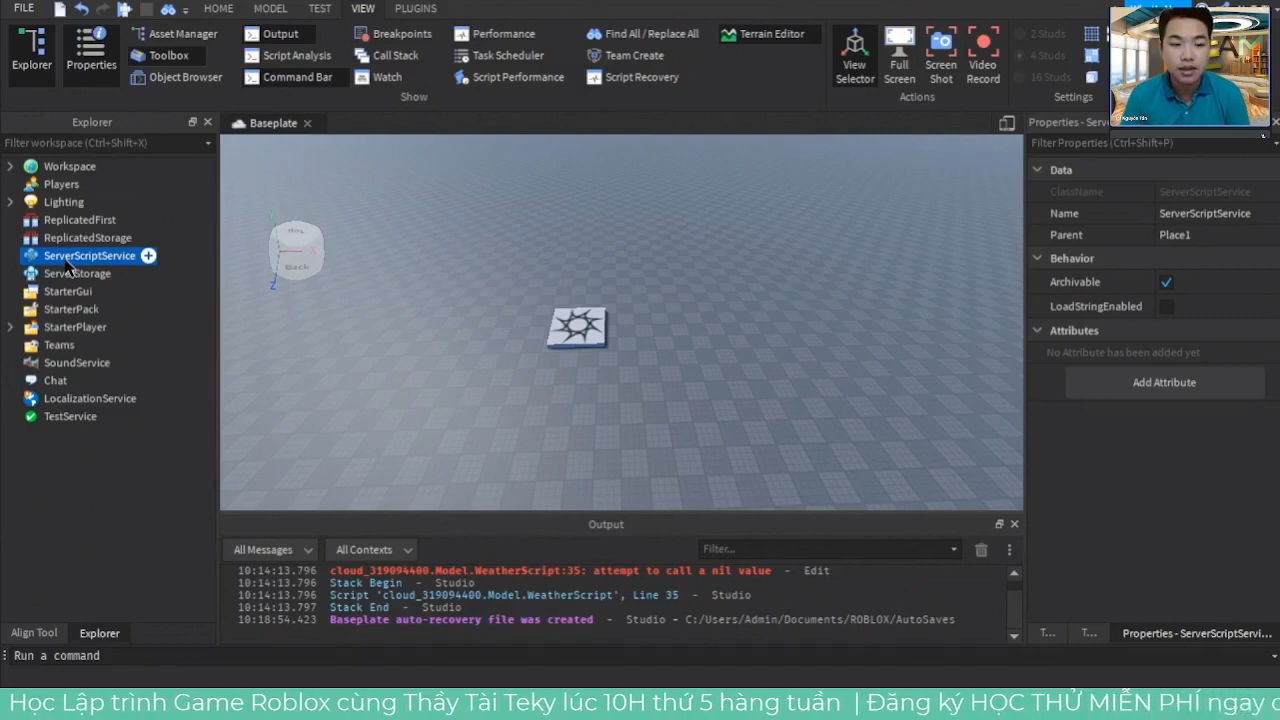 FILE
HOME
MODEL
TEST
VIEW
PLUGINS
Explorer
Properties
Asset Manager
Toolbox
Object Browser
Output
Script Analysis
Command Bar
Breakpoints
Call Stack
Watch
Performance
Task Scheduler
Script Performance
Find All / Replace All
Team Create
Script Recovery
Terrain Editor
Show
View Selector
Full Screen
Screen Shot
Video Record
Actions
2 Studs
4 Studs
16 Studs
Settings
Explorer
Filter workspace (Ctrl+Shift+X)
Workspace
Players
Lighting
ReplicatedFirst
ReplicatedStorage
ServerScriptService
ServerStorage
StarterGui
StarterPack
StarterPlayer
Teams
SoundService
Chat
LocalizationService
TestService
Align Tool
Explorer
Baseplate
Back
Z
Properties - Serv
Filter Properties (Ctrl+Shift+P)
Data
ClassName ServerScriptService
Name ServerScriptService
Parent Place1
Behavior
Archivable
LoadStringEnabled
Attributes
No Attribute has been added yet
Add Attribute
Output
All Messages
All Contexts
Filter...
10:14:13.796 cloud_319094400.Model.WeatherScript:35: attempt to call a nil value - Edit
10:14:13.796 Stack Begin - Studio
10:14:13.796 Script 'cloud_319094400.Model.WeatherScript', Line 35 - Studio
10:14:13.797 Stack End - Studio
10:18:54.423 Baseplate auto-recovery file was created - Studio - C:/Users/Admin/Documents/ROBLOX/AutoSaves
T...
T...
Properties - ServerScriptServi...
Run a command
Học Lập trình Game Roblox cùng Thầy Tài Teky lúc 10H thứ 5 hàng tuần | Đăng ký HỌC THỬ MIỄN PHÍ ngay